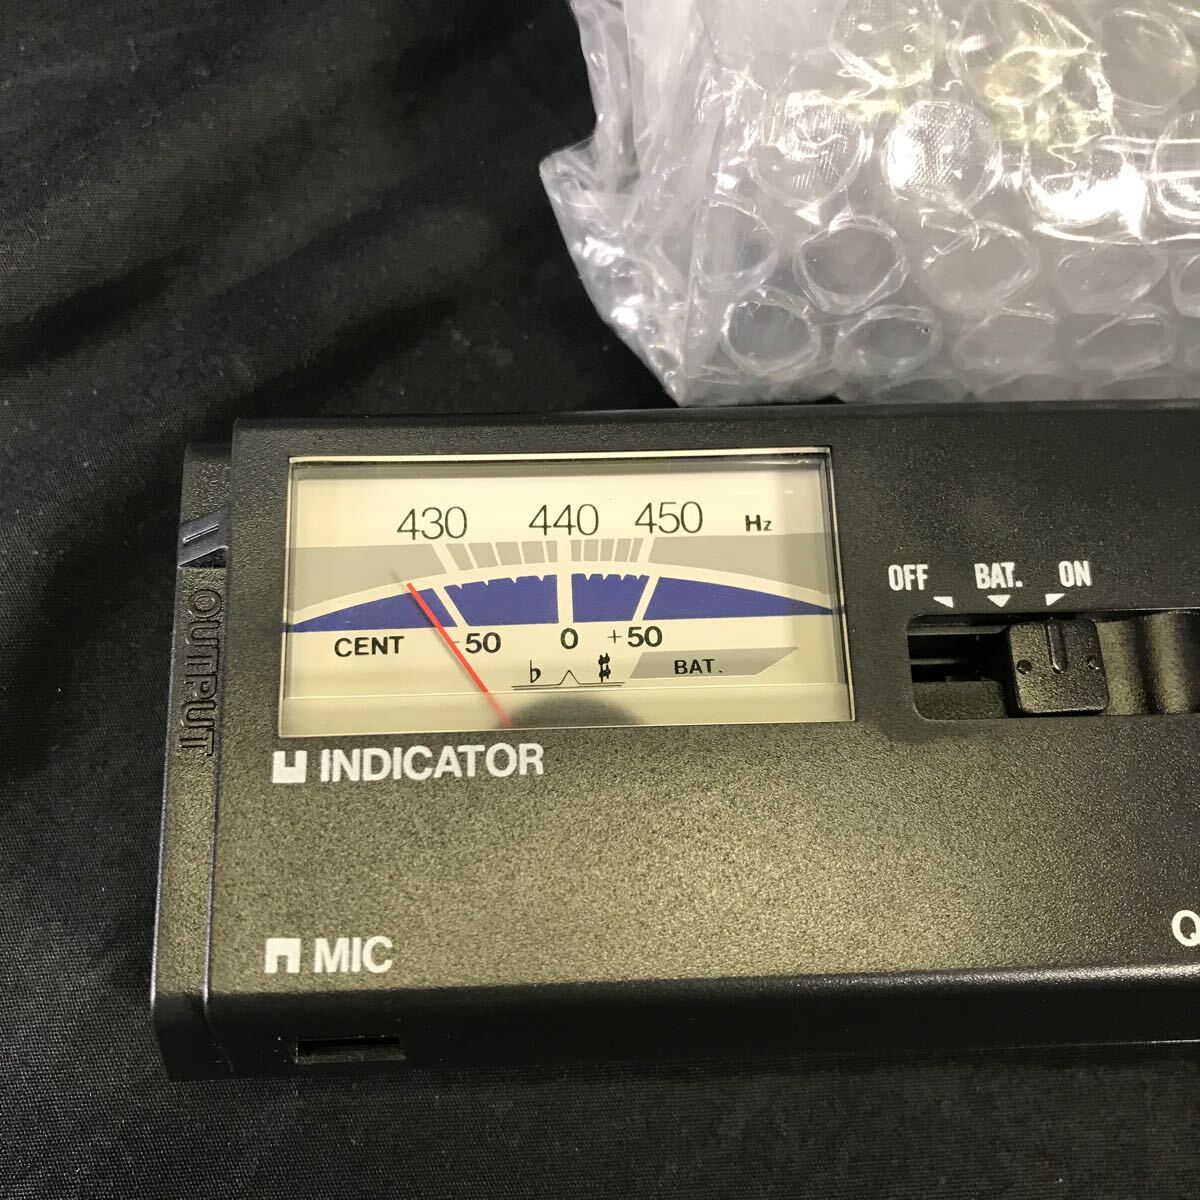 430 440 450 Hz
CENT -50 0 +50
♭ ♯ BAT.
INDICATOR
OFF BAT. ON
OUTPUT
MIC
Q